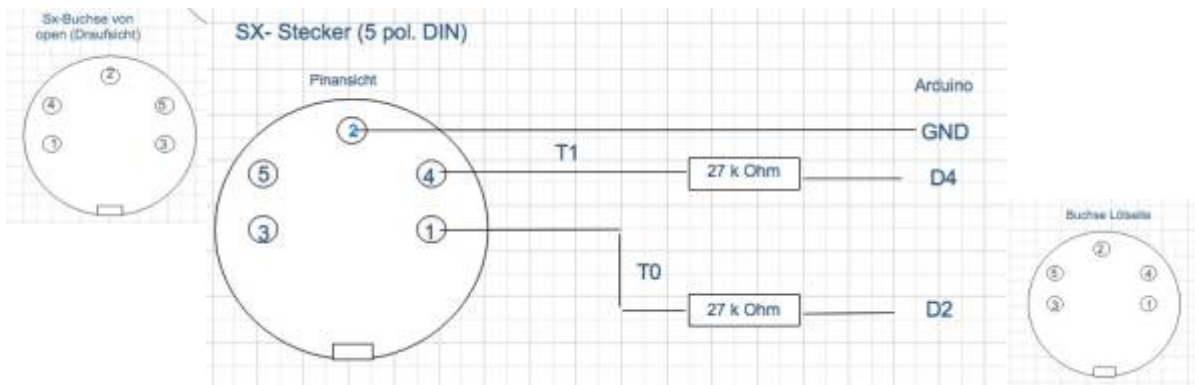 Sx-Buchse von
open (Draufsicht)
2
4
5
1
3
SX- Stecker (5 pol. DIN)
Pinansicht
2
5
4
3
1
T1
T0
27 k Ohm
27 k Ohm
Arduino
GND
D4
D2
Buchse Lötseite
2
5
4
3
1